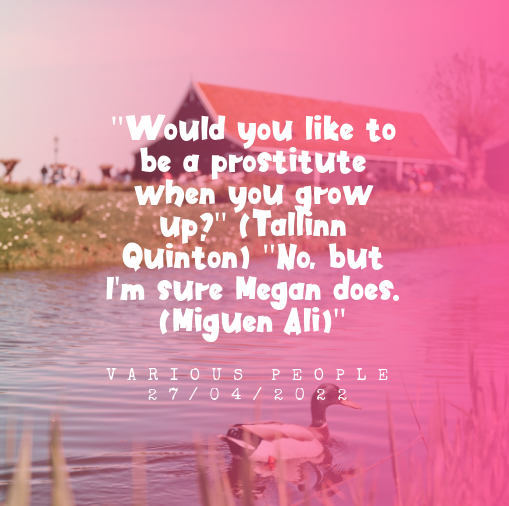 "Would you like to
be a prostitute
when you grow
up?" (Tallinn
Quinton) "No, but
I'm sure Megan does.
(Miguen Ali)"
VARIOUS PEOPLE
27/04/2022